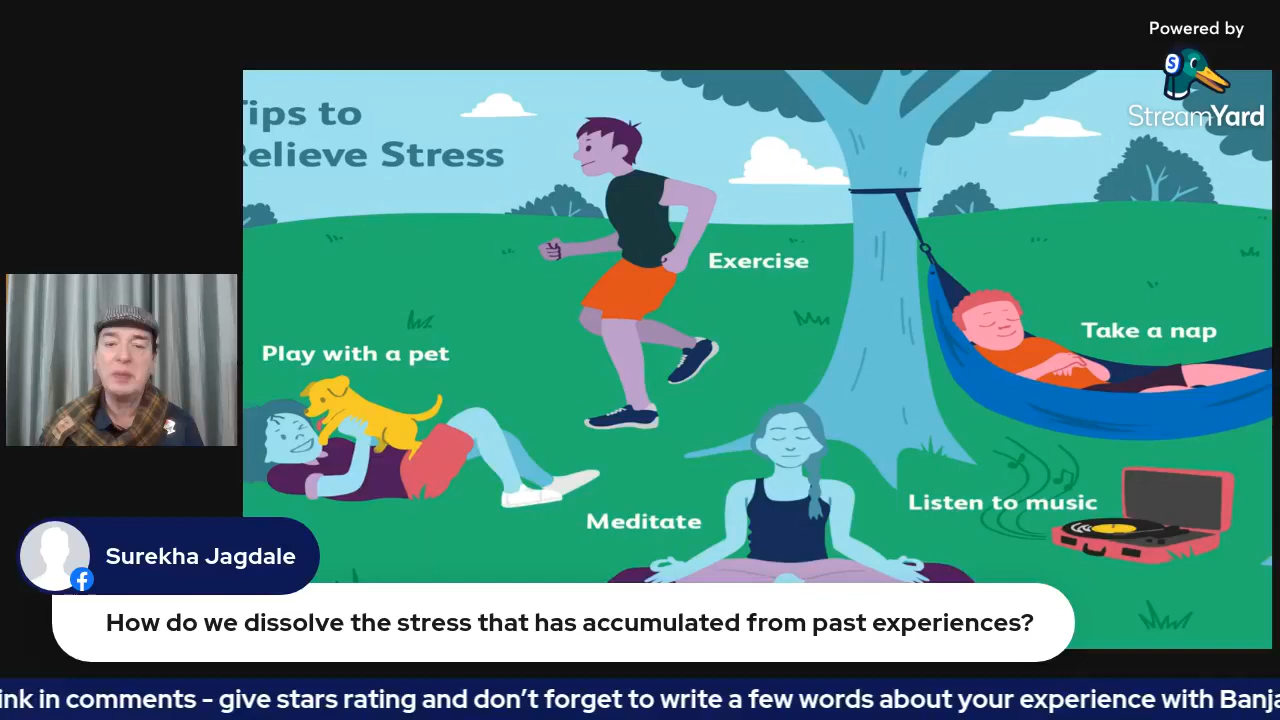 Powered by
StreamYard
Tips to
Relieve Stress
Exercise
Take a nap
Play with a pet
Listen to music
Meditate
Surekha Jagdale
How do we dissolve the stress that has accumulated from past experiences?
ink in comments - give stars rating and don’t forget to write a few words about your experience with Banja